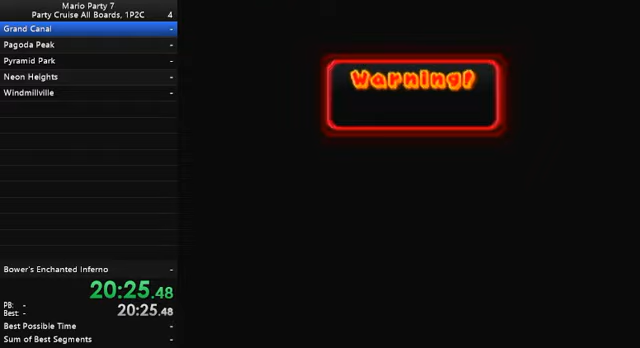 Mario Party 7
Party Cruise All Boards, 1P2C 4
Grand Canal -
Pagoda Peak -
Pyramid Park -
Neon Heights -
Windmillville -
Bower's Enchanted Inferno -
20:25.48
PB: -
Best: - 20:25.48
Best Possible Time -
Sum of Best Segments -
Warning!